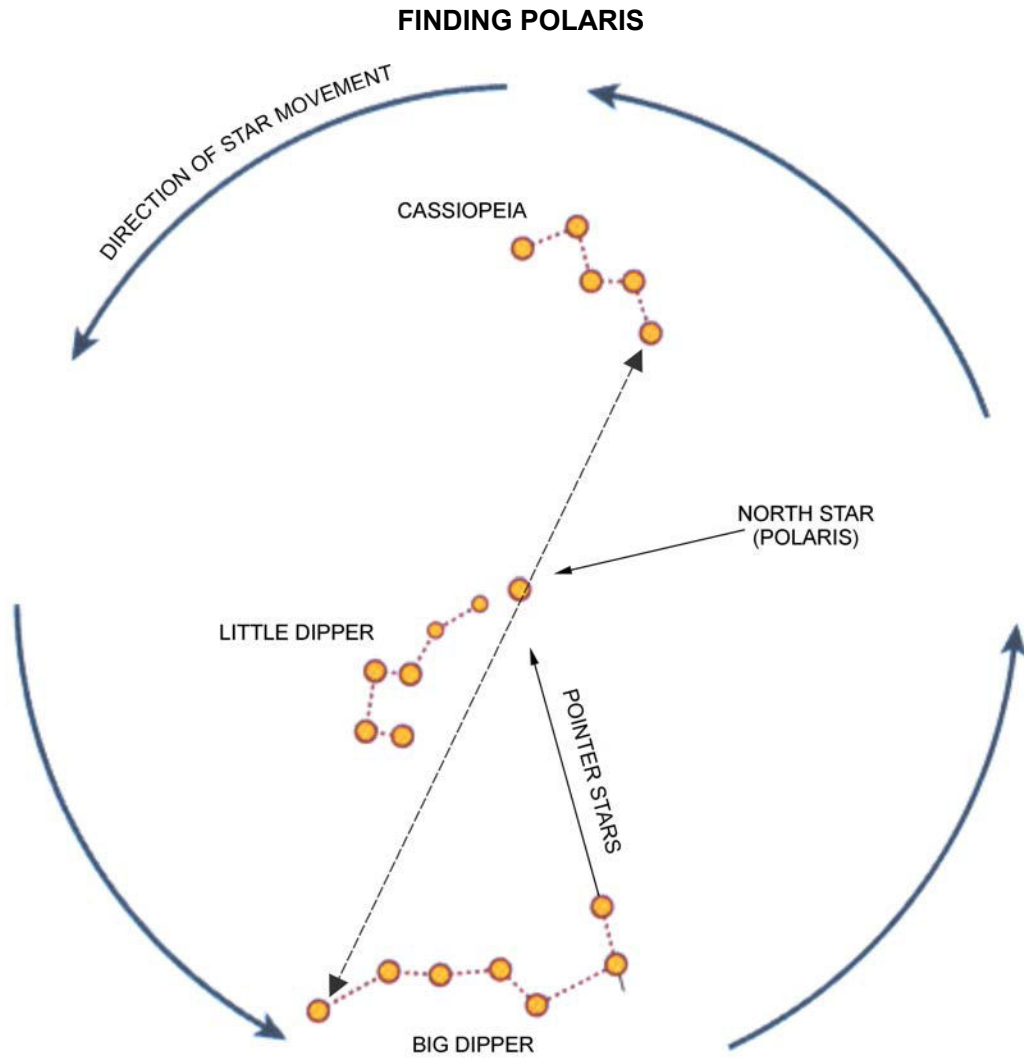 FINDING POLARIS
DIRECTION OF STAR MOVEMENT
CASSIOPEIA
NORTH STAR
(POLARIS)
LITTLE DIPPER
POINTER STARS
BIG DIPPER